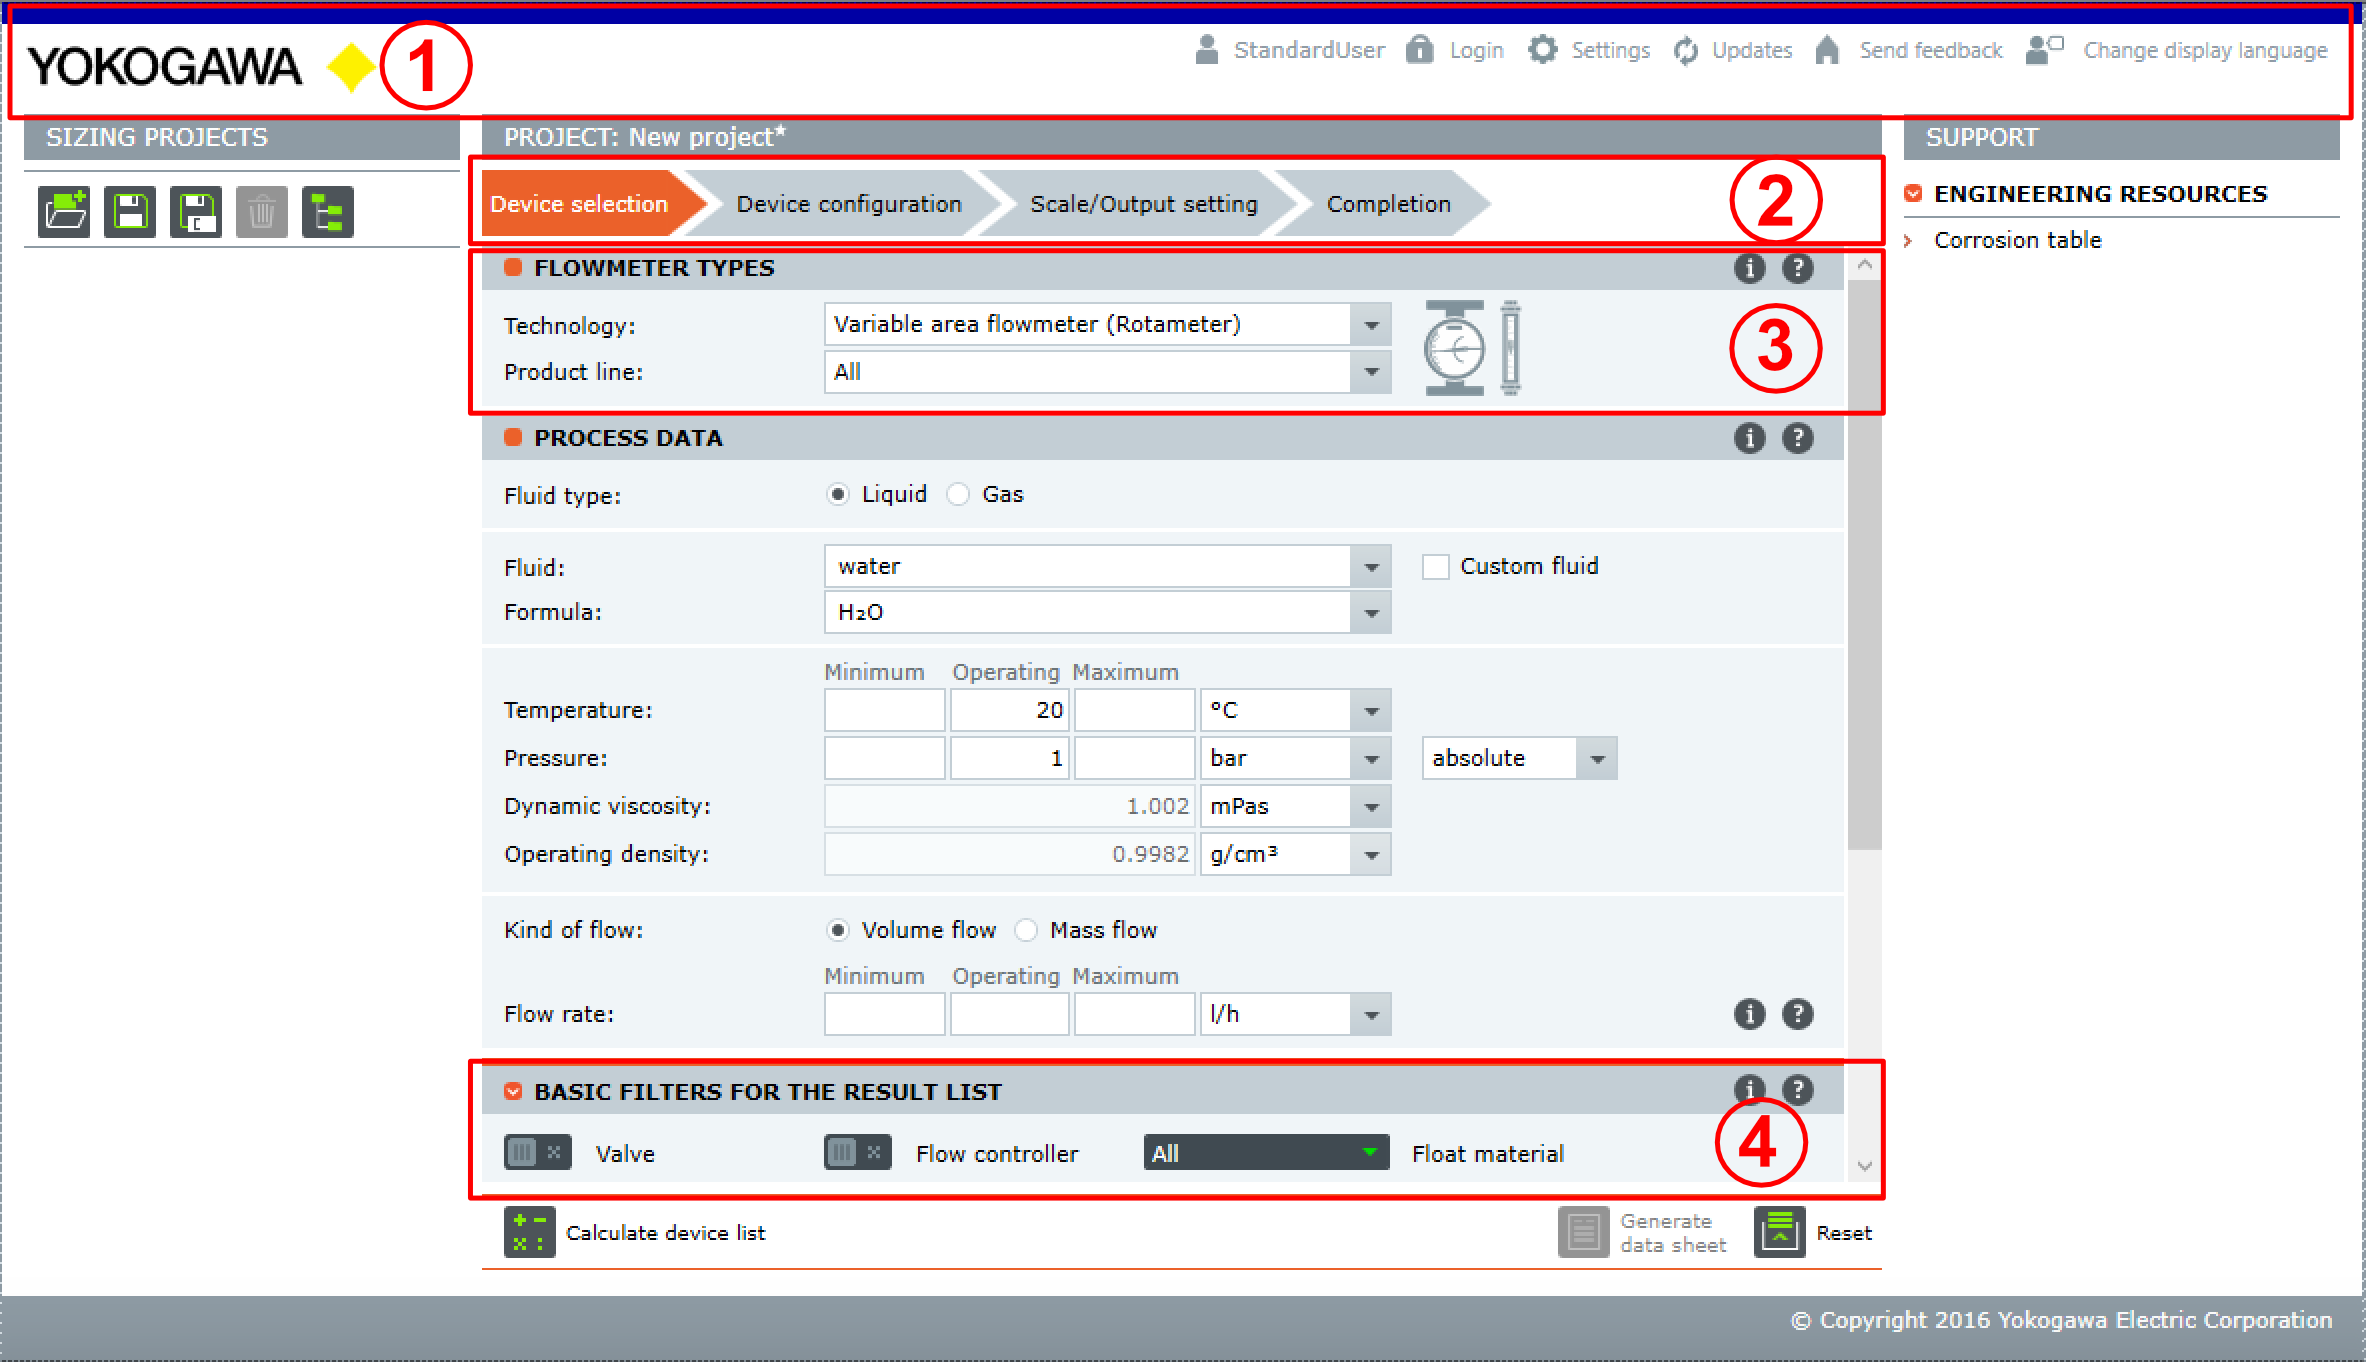 YOKOGAWA
1
StandardUser Login Settings Updates Send feedback Change display language
SIZING PROJECTS
PROJECT: New project*
SUPPORT
Device selection Device configuration Scale/Output setting Completion
2
ENGINEERING RESOURCES
Corrosion table
FLOWMETER TYPES
Technology: Variable area flowmeter (Rotameter)
Product line: All
3
PROCESS DATA
Fluid type: Liquid Gas
Fluid: water Custom fluid
Formula: H₂O
Minimum Operating Maximum
Temperature: 20 °C
Pressure: 1 bar absolute
Dynamic viscosity: 1.002 mPas
Operating density: 0.9982 g/cm³
Kind of flow: Volume flow Mass flow
Minimum Operating Maximum
Flow rate: l/h
BASIC FILTERS FOR THE RESULT LIST
Valve Flow controller All Float material
4
Calculate device list
Generate
data sheet
Reset
© Copyright 2016 Yokogawa Electric Corporation